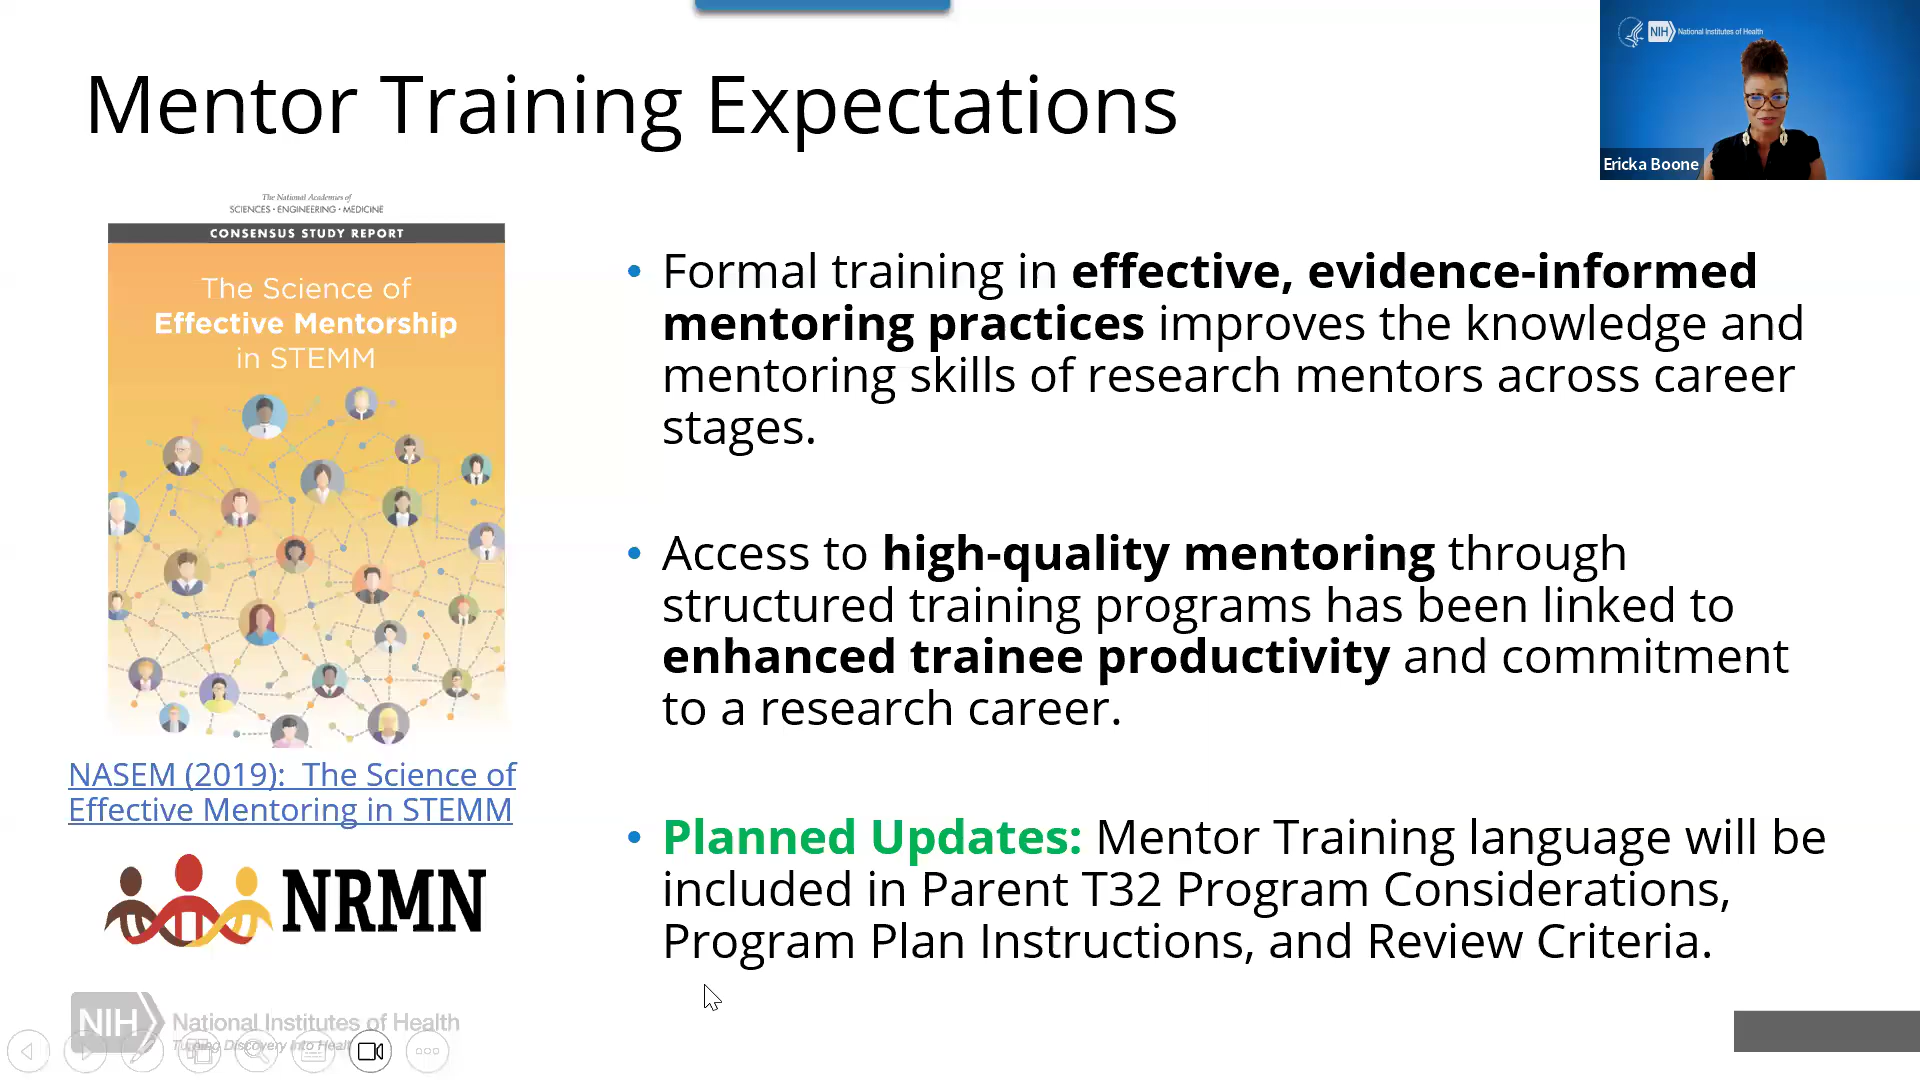 Mentor Training Expectations
NIH National Institutes of Health
Ericka Boone
The National Academies of
SCIENCES • ENGINEERING • MEDICINE
CONSENSUS STUDY REPORT
The Science of
Effective Mentorship
in STEMM
NASEM (2019):  The Science of
Effective Mentoring in STEMM
NRMN
• Formal training in effective, evidence-informed
mentoring practices improves the knowledge and
mentoring skills of research mentors across career
stages.
• Access to high-quality mentoring through
structured training programs has been linked to
enhanced trainee productivity and commitment
to a research career.
• Planned Updates: Mentor Training language will be
included in Parent T32 Program Considerations,
Program Plan Instructions, and Review Criteria.
NIH National Institutes of Health
Turning Discovery Into Health